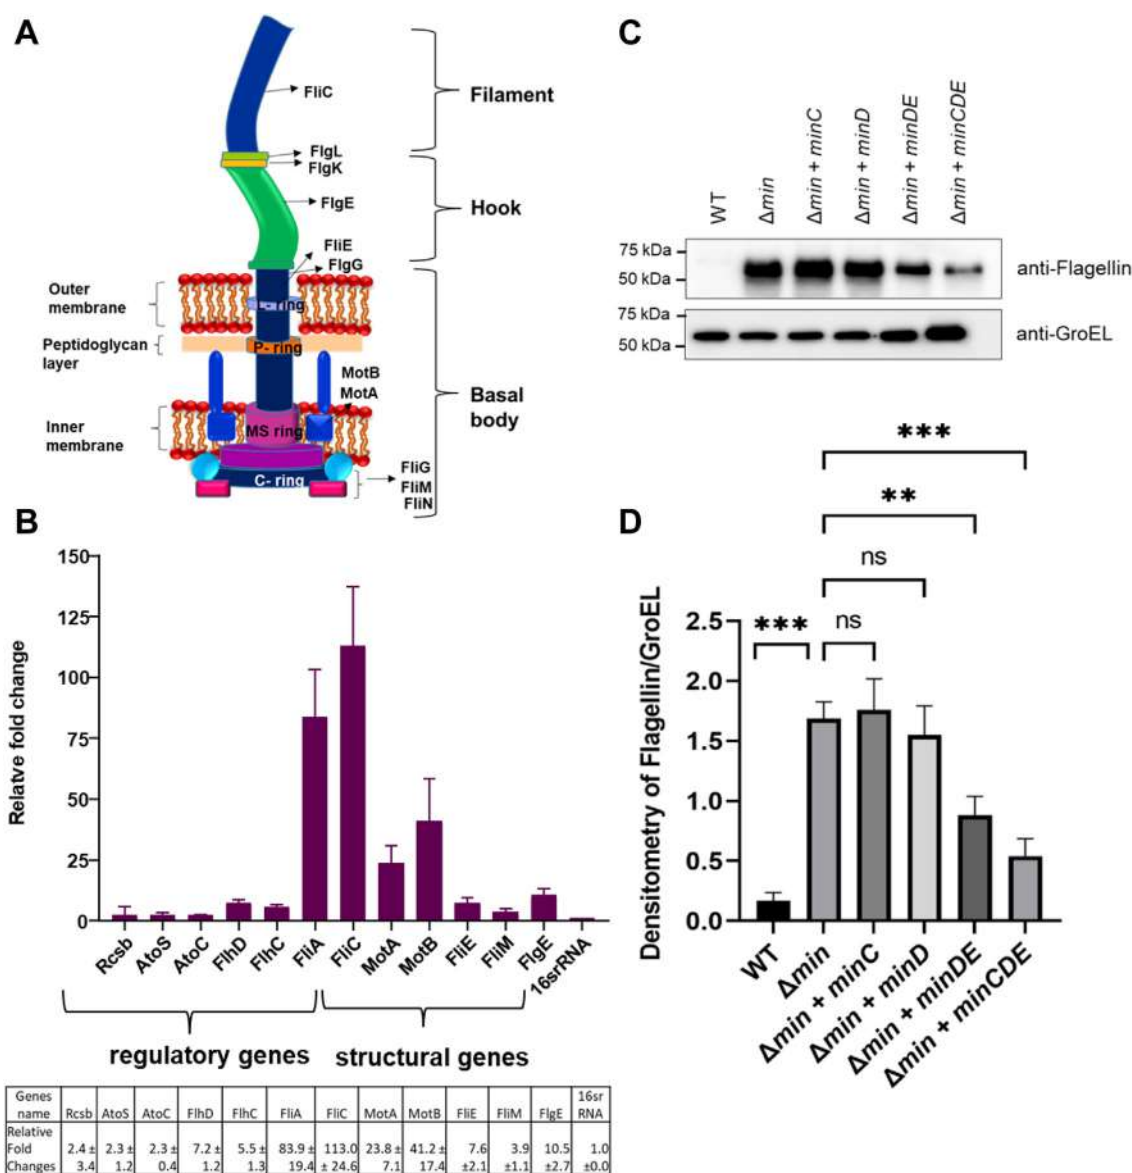 A
FliC
Filament
FlgL
FlgK
FlgE
Hook
FliE
FlgG
Outer
membrane
L- ring
Peptidoglycan
layer
P- ring
MotB
MotA
Basal
body
Inner
membrane
MS ring
C- ring
FliG
FliM
FliN
B
150
125
100
75
50
25
0
Relatve fold change
Rcsb
AtoS
AtoC
FlhD
FlhC
FliA
FliC
MotA
MotB
FliE
FliM
FlgE
16srRNA
regulatory genes structural genes
Genes name Rcsb AtoS AtoC FlhD FlhC FliA FliC MotA MotB FliE FliM FlgE 16sr RNA
Relative Fold Changes 2.4 ± 3.4 2.3 ± 1.2 2.3 ± 0.4 7.2 ± 1.2 5.5 ± 1.3 83.9 ± 19.4 113.0 ± 24.6 23.8 ± 7.1 41.2 ± 17.4 7.6 ±2.1 3.9 ±1.1 10.5 ±2.7 1.0 ±0.0
C
WT
Δmin
Δmin + minC
Δmin + minD
Δmin + minDE
Δmin + minCDE
75 kDa
50 kDa
anti-Flagellin
75 kDa
50 kDa
anti-GroEL
D
***
**
ns
ns
***
2.5
2.0
1.5
1.0
0.5
0.0
Densitometry of Flagellin/GroEL
WT
Δmin
Δmin + minC
Δmin + minD
Δmin + minDE
Δmin + minCDE